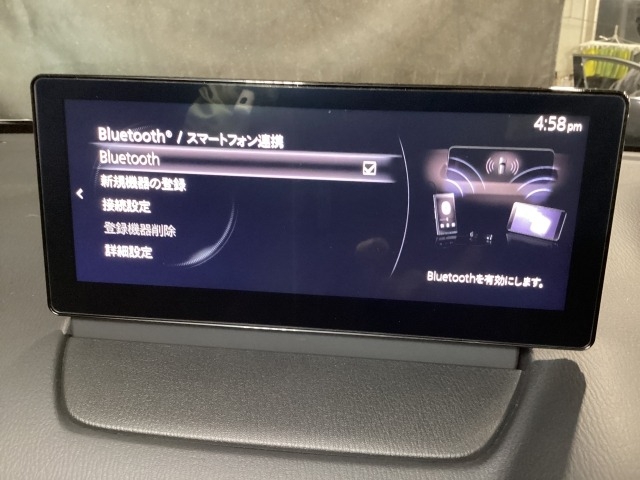 4:58pm
Bluetooth® / スマートフォン連携
Bluetooth
新規機器の登録
接続設定
登録機器削除
詳細設定
Bluetoothを有効にします。